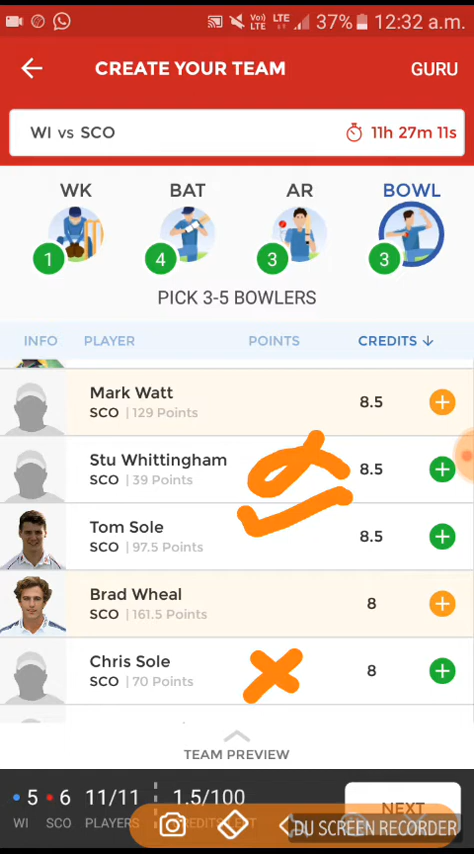 Vo) LTE LTE 37% 12:32 a.m.
CREATE YOUR TEAM GURU
WI vs SCO 11h 27m 11s
WK BAT AR BOWL
1 4 3 3
PICK 3-5 BOWLERS
INFO PLAYER POINTS CREDITS ↓
Mark Watt
SCO | 129 Points 8.5
Stu Whittingham
SCO | 39 Points 8.5
Tom Sole
SCO | 97.5 Points 8.5
Brad Wheal
SCO | 161.5 Points 8
Chris Sole
SCO | 70 Points 8
TEAM PREVIEW
5 6 11/11 1.5/100 NEXT
WI SCO PLAYERS
DU SCREEN RECORDER